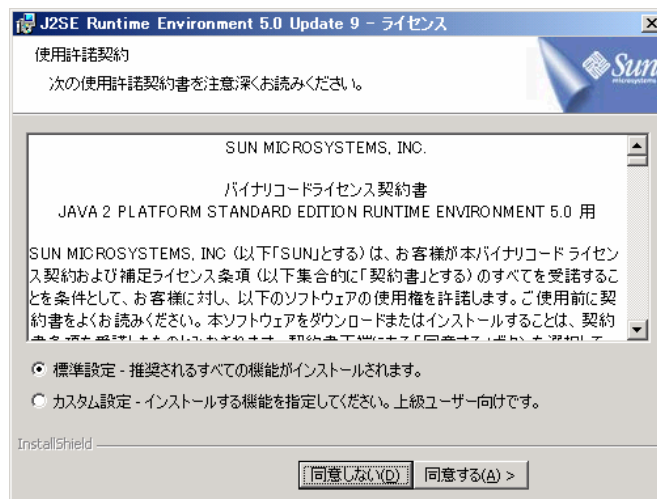 J2SE Runtime Environment 5.0 Update 9 - ライセンス
使用許諾契約
次の使用許諾契約書を注意深くお読みください。
Sun
microsystems
SUN MICROSYSTEMS, INC.
バイナリコードライセンス契約書
JAVA 2 PLATFORM STANDARD EDITION RUNTIME ENVIRONMENT 5.0 用
SUN MICROSYSTEMS, INC (以下「SUN」とする) は、お客様が本バイナリコード ライセン
ス契約および補足ライセンス条項 (以下集合的に「契約書」とする) のすべてを受諾するこ
とを条件として、お客様に対し、以下のソフトウェアの使用権を許諾します。ご使用前に契
約書をよくお読みください。本ソフトウェアをダウンロードまたはインストールすることは、契約
標準設定 - 推奨されるすべての機能がインストールされます。
カスタム設定 - インストールする機能を指定してください。上級ユーザー向けです。
InstallShield
同意しない(D)
同意する(A) >